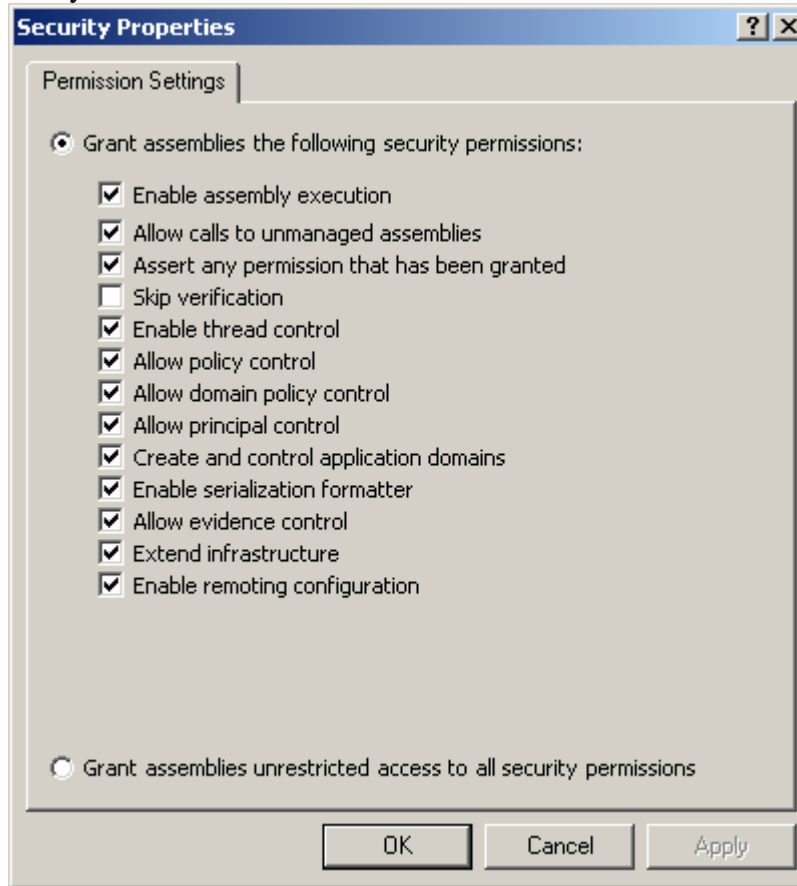 Security Properties
Permission Settings
Grant assemblies the following security permissions:
Enable assembly execution
Allow calls to unmanaged assemblies
Assert any permission that has been granted
Skip verification
Enable thread control
Allow policy control
Allow domain policy control
Allow principal control
Create and control application domains
Enable serialization formatter
Allow evidence control
Extend infrastructure
Enable remoting configuration
Grant assemblies unrestricted access to all security permissions
OK Cancel Apply